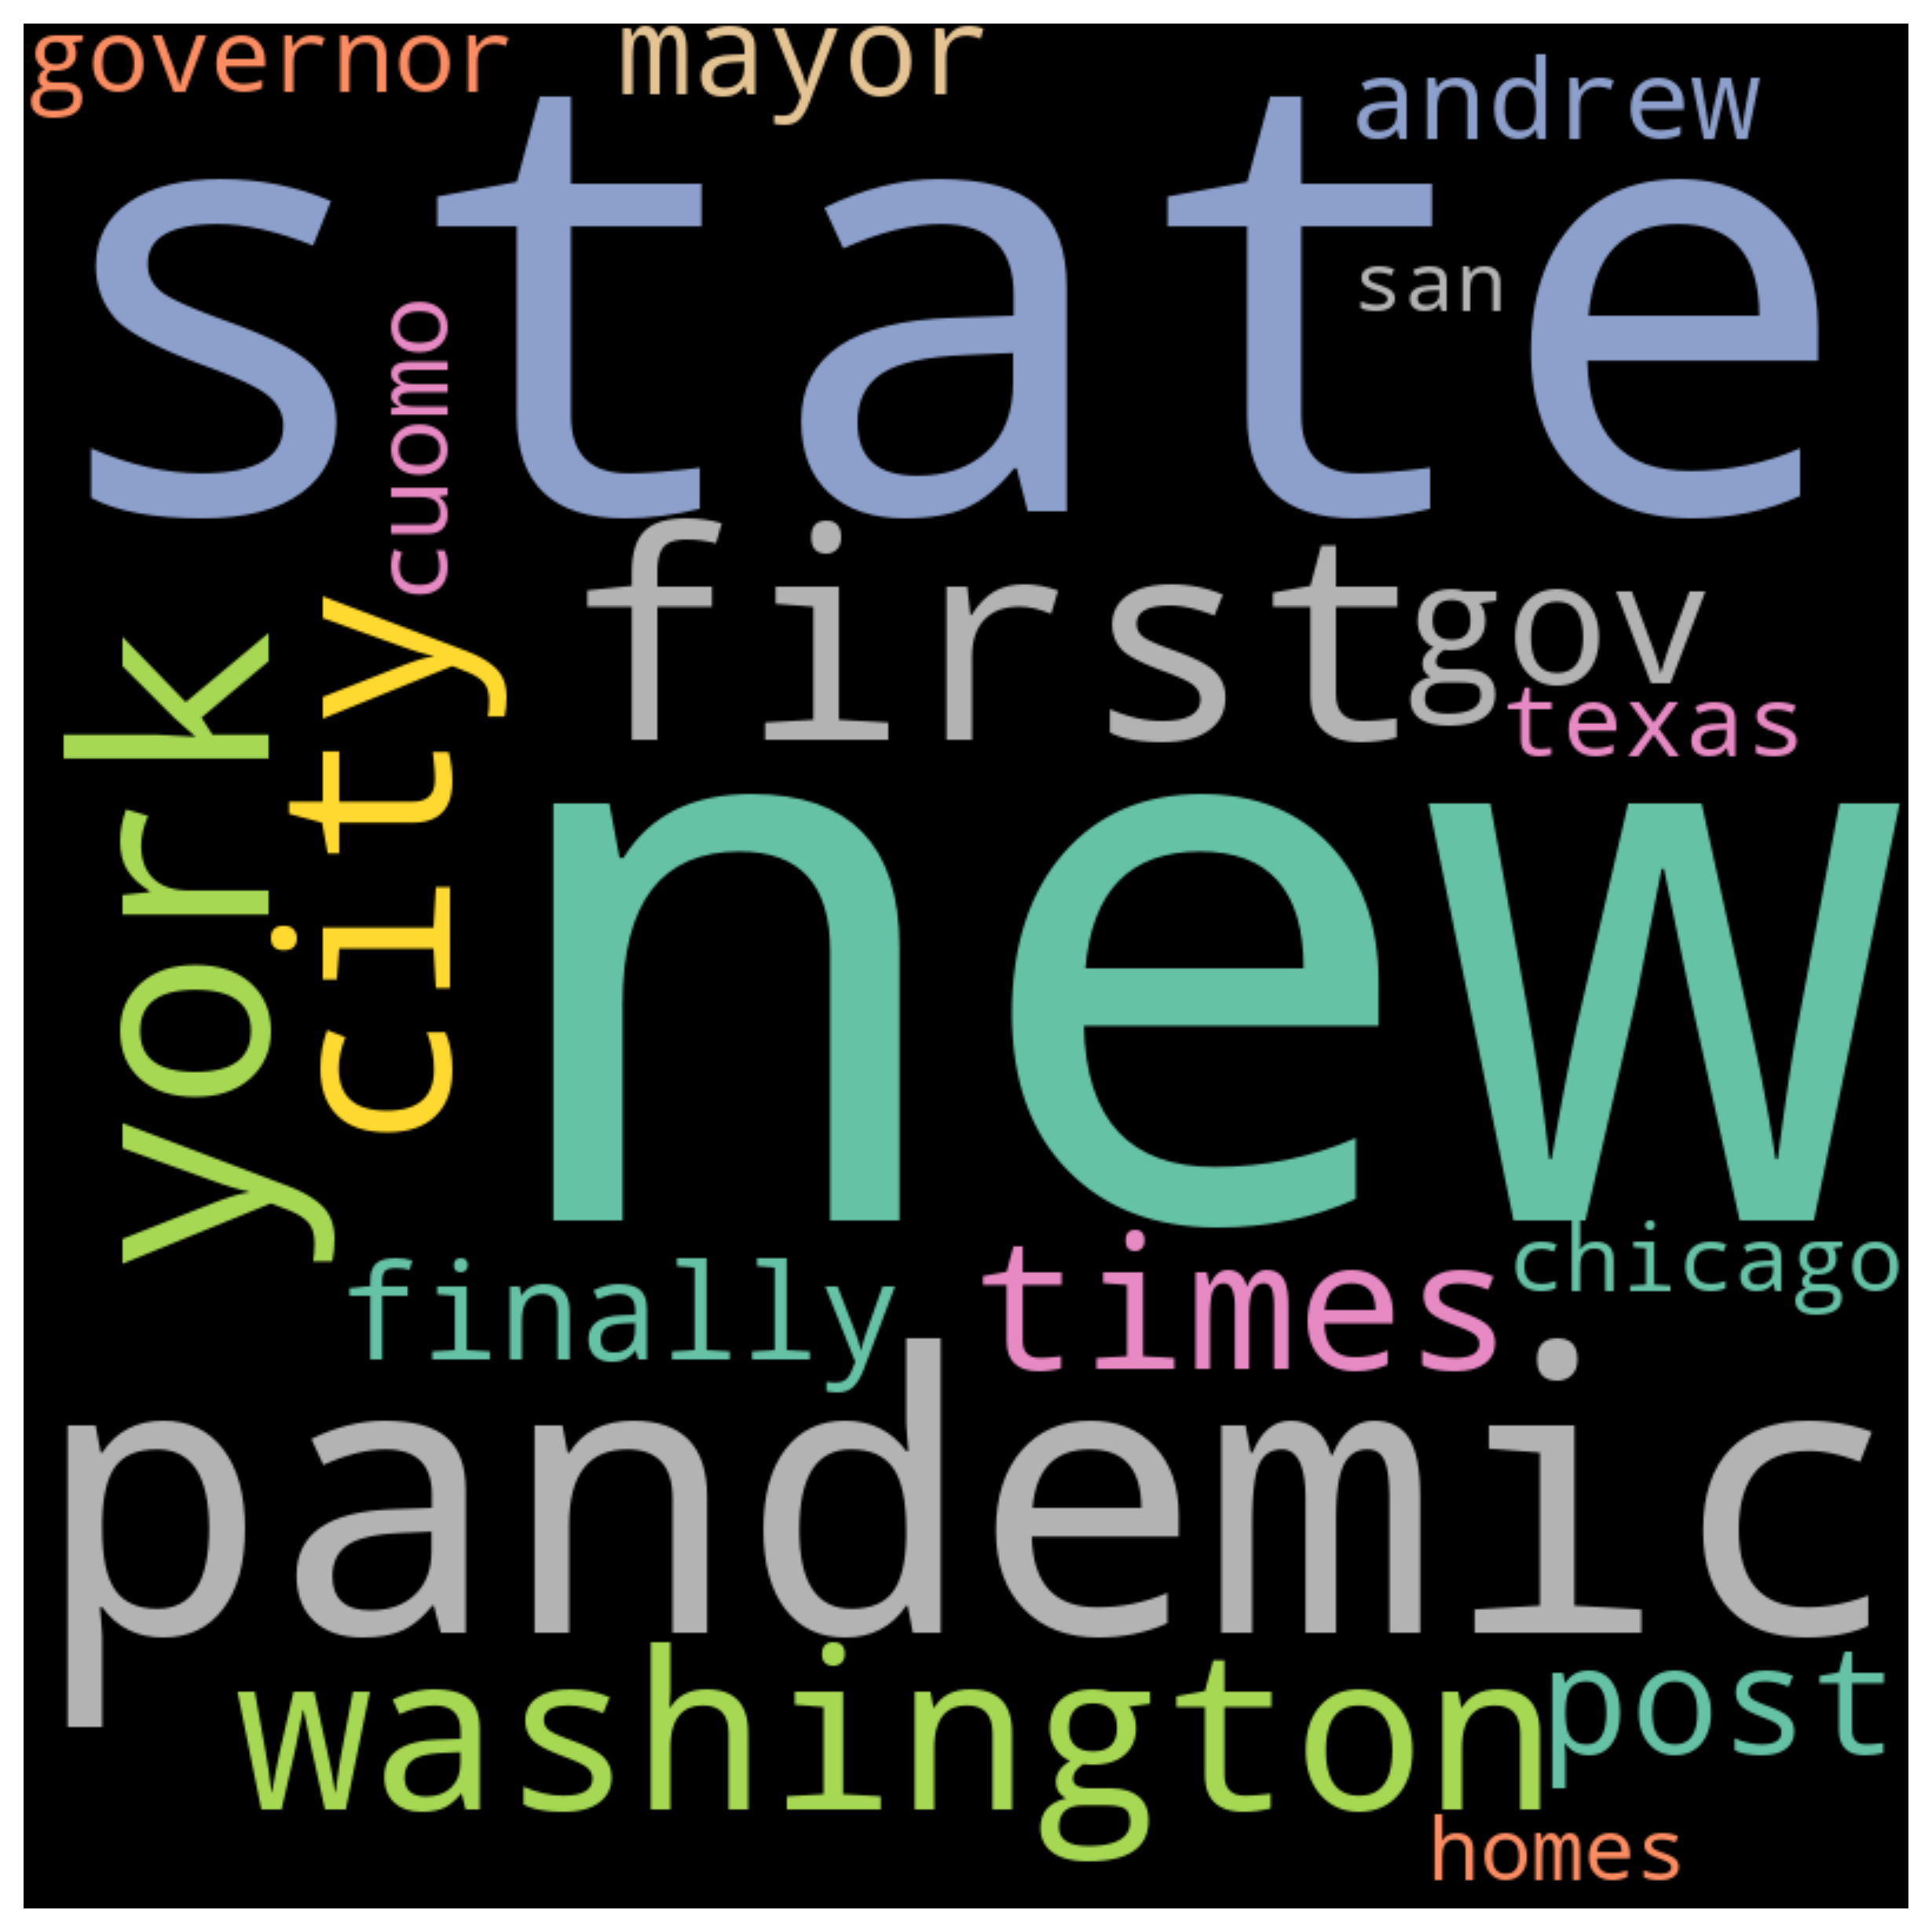 governor
mayor
andrew
state
san
cuomo
first
gov
texas
york
city
new
finally
times
chicago
pandemic
washington
post
homes